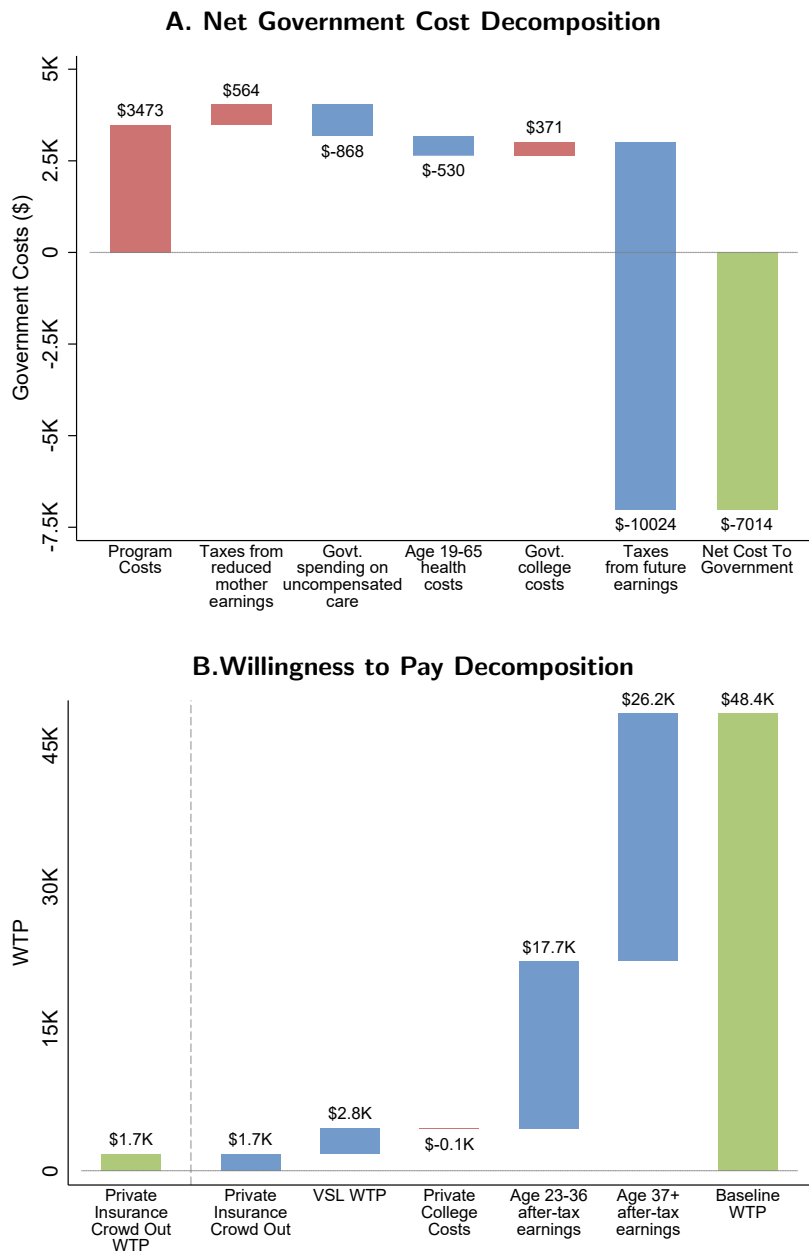 A. Net Government Cost Decomposition
Government Costs ($)
5K
2.5K
0
-2.5K
-5K
-7.5K
$3473
$564
$-868
$-530
$371
$-10024
$-7014
Program
Costs
Taxes from
reduced
mother
earnings
Govt.
spending on
uncompensated
care
Age 19-65
health
costs
Govt.
college
costs
Taxes
from future
earnings
Net Cost To
Government
B.Willingness to Pay Decomposition
WTP
45K
30K
15K
0
$1.7K
$1.7K
$2.8K
$-0.1K
$17.7K
$26.2K
$48.4K
Private
Insurance
Crowd Out
WTP
Private
Insurance
Crowd Out
VSL WTP
Private
College
Costs
Age 23-36
after-tax
earnings
Age 37+
after-tax
earnings
Baseline
WTP